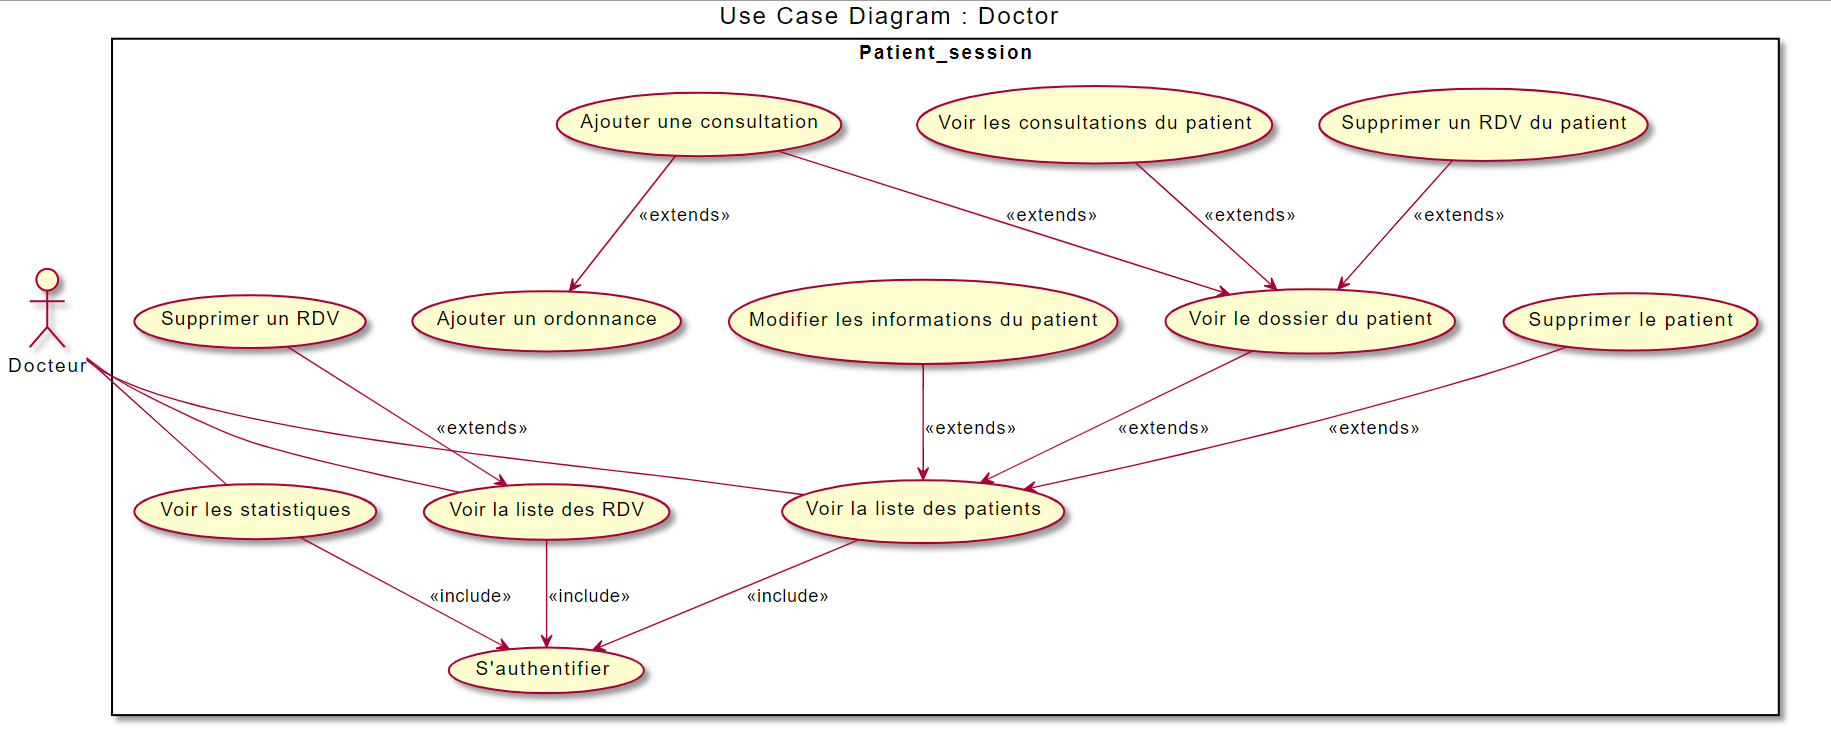 Use Case Diagram : Doctor
Patient_session
Ajouter une consultation
Voir les consultations du patient
Supprimer un RDV du patient
«extends»
«extends»
«extends»
«extends»
Docteur
Supprimer un RDV
Ajouter un ordonnance
Modifier les informations du patient
Voir le dossier du patient
Supprimer le patient
«extends»
«extends»
«extends»
«extends»
Voir les statistiques
Voir la liste des RDV
Voir la liste des patients
«include»
«include»
«include»
S'authentifier